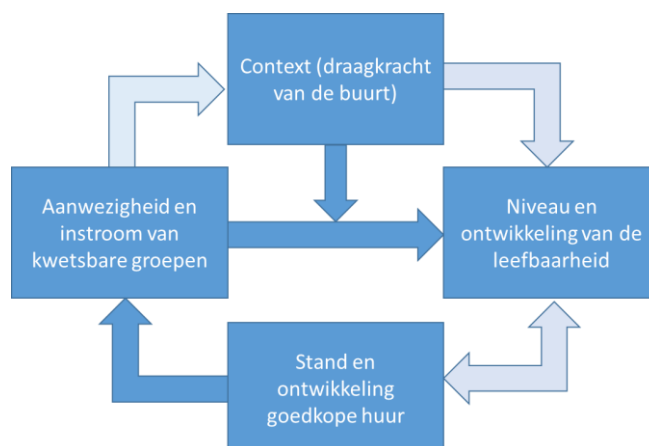 Context (draagkracht
van de buurt)
Aanwezigheid en
instroom van
kwetsbare groepen
Niveau en
ontwikkeling van de
leefbaarheid
Stand en
ontwikkeling
goedkope huur